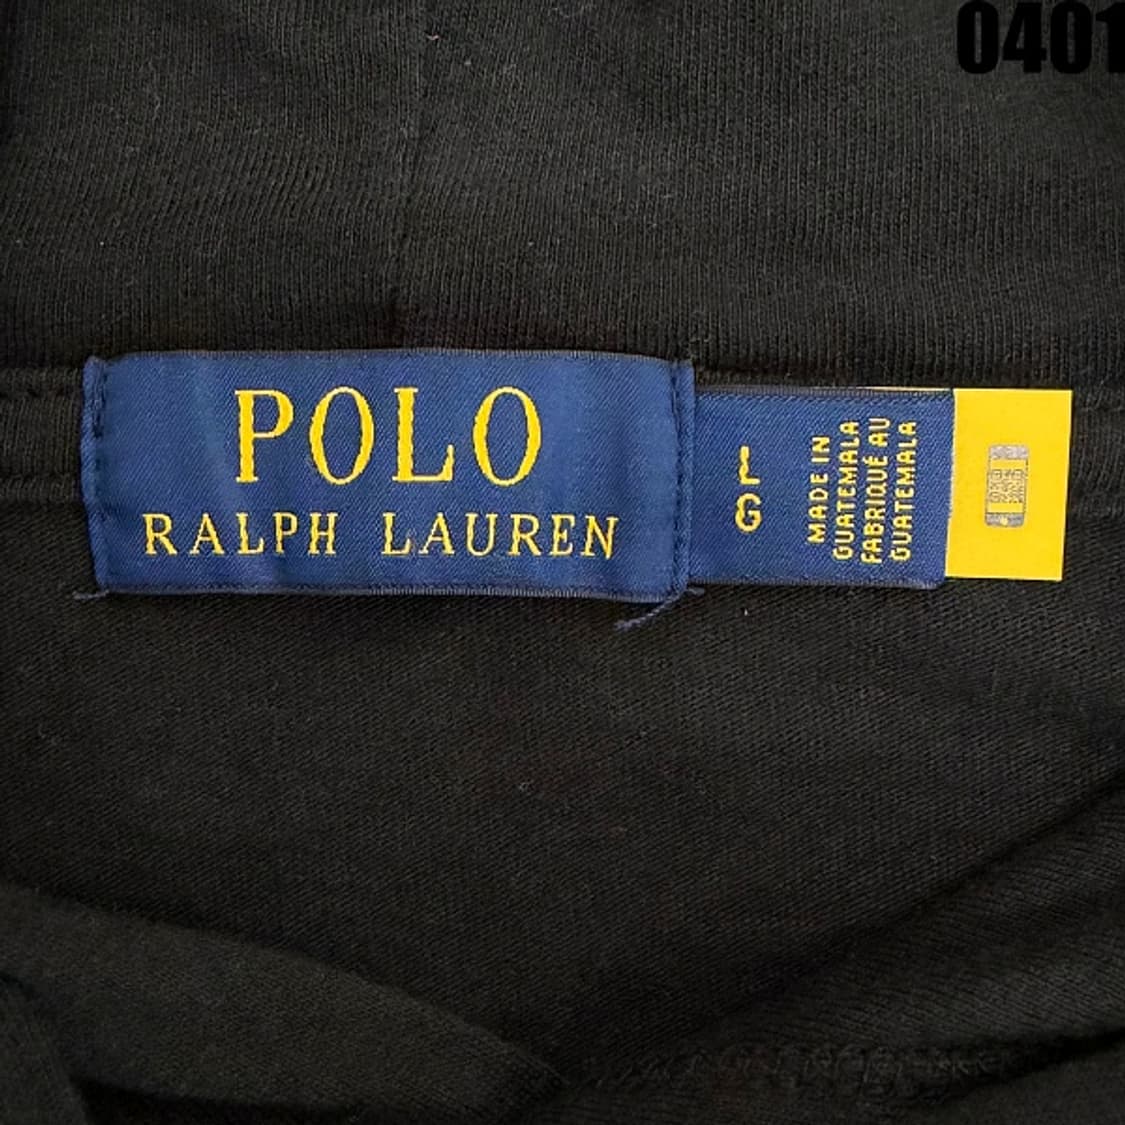 0401
POLO
RALPH LAUREN
L
G
MADE IN
GUATEMALA
FABRIQUÉ AU
GUATEMALA